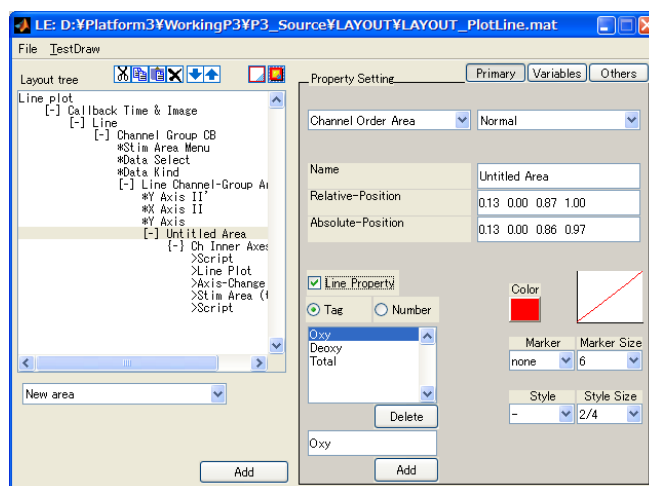 LE: D:¥Platform3¥WorkingP3¥P3_Source¥LAYOUT¥LAYOUT_PlotLine.mat
File TestDraw
Layout tree
Property Setting
Primary Variables Others
Line plot
[-] Callback Time & Image
[-] Line
[-] Channel Group CB
*Stim Area Menu
*Data Select
*Data Kind
[-] Line Channel-Group Ar
*Y Axis II'
*X Axis II
*Y Axis
[-] Untitled Area
{-} Ch Inner Axes
>Script
>Line Plot
>Axis-Change
>Stim Area (
>Script
New area
Add
Channel Order Area Normal
Name Untitled Area
Relative-Position 0.13 0.00 0.87 1.00
Absolute-Position 0.13 0.00 0.86 0.97
Line Property
Tag Number
Color
Oxy
Deoxy
Total
Marker Marker Size
none 6
Style Style Size
- 2/4
Delete
Oxy
Add